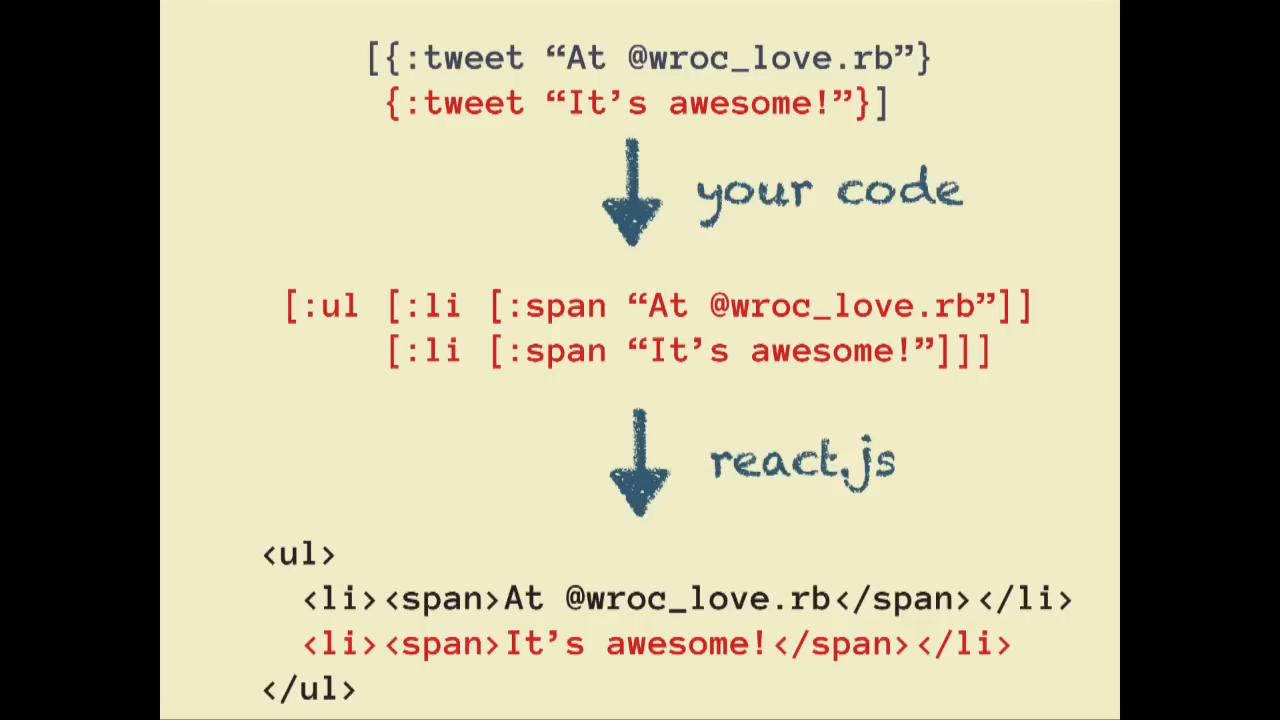 [{:tweet “At @wroc_love.rb”}
{:tweet “It’s awesome!”}]
your code
[:ul [:li [:span “At @wroc_love.rb”]]
[:li [:span “It’s awesome!”]]]
react.js
<ul>
<li><span>At @wroc_love.rb</span></li>
<li><span>It’s awesome!</span></li>
</ul>